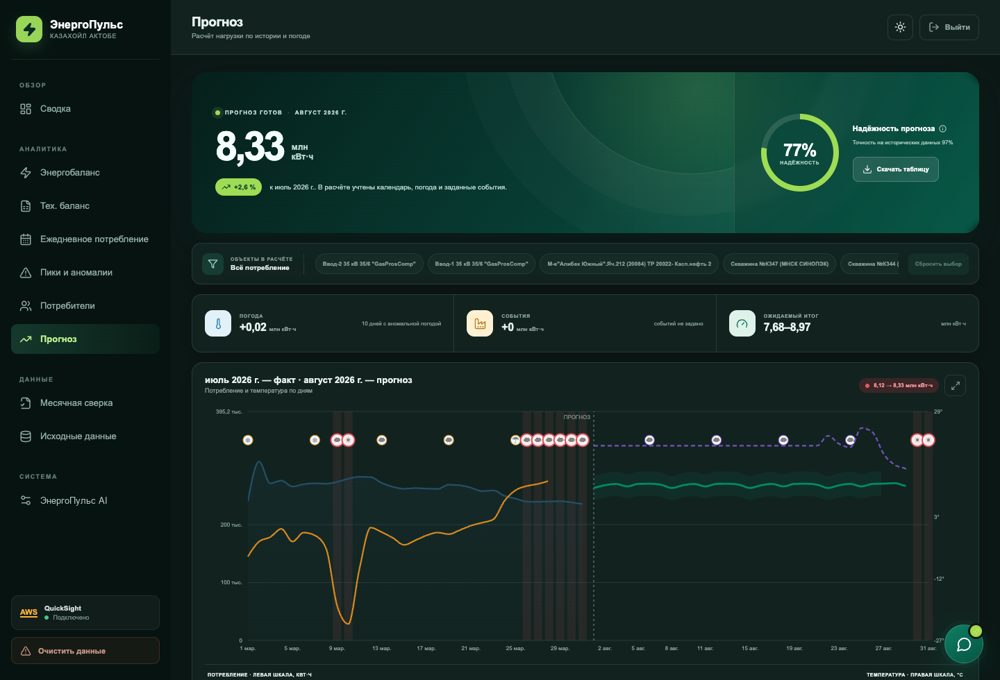 ЭнергоПульс
КАЗАХОЙЛ АКТОБЕ
ОБЗОР
Сводка
АНАЛИТИКА
Энергобаланс
Тех. баланс
Ежедневное потребление
Пики и аномалии
Потребители
Прогноз
ДАННЫЕ
Месячная сверка
Исходные данные
СИСТЕМА
ЭнергоПульс AI
AWS
QuickSight
Подключено
Очистить данные
Прогноз
Расчёт нагрузки по истории и погоде
Выйти
ПРОГНОЗ ГОТОВ · АВГУСТ 2026 Г.
8,33 млн кВт·ч
+2,6 % к июль 2026 г.. В расчёте учтены календарь, погода и заданные события.
77%
НАДЁЖНОСТЬ
Надёжность прогноза
Точность на исторических данных 97%
Скачать таблицу
ОБЪЕКТЫ В РАСЧЁТЕ
Всё потребление
Ввод-2 35 кВ 35/6 "GasProsComp"
Ввод-1 35 кВ 35/6 "GasProsComp"
М-е"Алибек Южный".Яч.212 (20084) ТР 20022- Касп.нефть 2
Скважина №К347 (МНСК СИНОПЭК)
Скважина №К344 (
Сбросить выбор
ПОГОДА
+0,02 млн кВт·ч
10 дней с аномальной погодой
СОБЫТИЯ
+0 млн кВт·ч
событий не задано
ОЖИДАЕМЫЙ ИТОГ
7,68–8,97
млн кВт·ч
июль 2026 г. — факт · август 2026 г. — прогноз
Потребление и температура по дням
8,12 → 8,33 млн кВт·ч
395,2 тыс.
ПРОГНОЗ
29°
200 тыс.
3°
100 тыс.
-12°
0
-27°
1 мар. 5 мар. 9 мар. 13 мар. 17 мар. 21 мар. 25 мар. 29 мар. 2 авг. 5 авг. 8 авг. 11 авг. 15 авг. 19 авг. 23 авг. 27 авг. 31 авг.
ПОТРЕБЛЕНИЕ · ЛЕВАЯ ШКАЛА, КВТ·Ч
ТЕМПЕРАТУРА · ПРАВАЯ ШКАЛА, °C